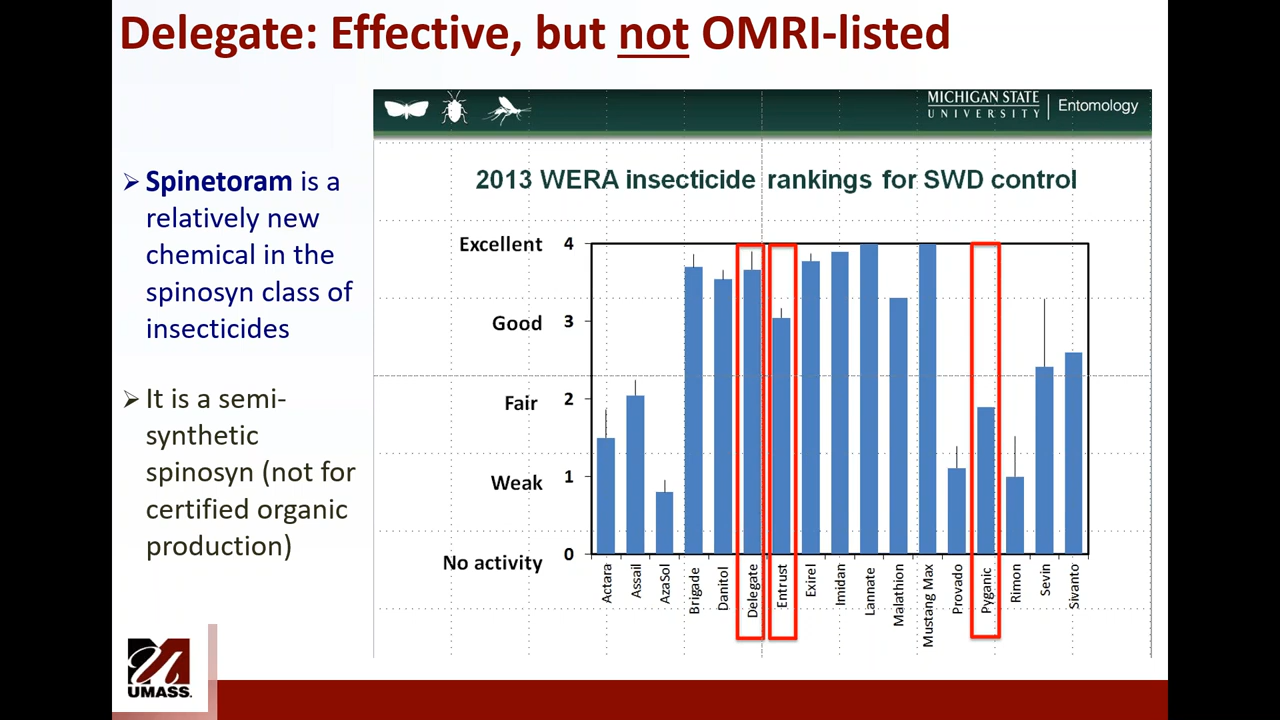 Delegate: Effective, but not OMRI-listed
MICHIGAN STATE
UNIVERSITY
Entomology
➢ Spinetoram is a
relatively new
chemical in the
spinosyn class of
insecticides
➢ It is a semi-
synthetic
spinosyn (not for
certified organic
production)
2013 WERA insecticide rankings for SWD control
Excellent 4
Good 3
Fair 2
Weak 1
No activity 0
Actara
Assail
AzaSol
Brigade
Danitol
Delegate
Entrust
Exirel
Imidan
Lannate
Malathion
Mustang Max
Provado
Pyganic
Rimon
Sevin
Sivanto
UMASS.